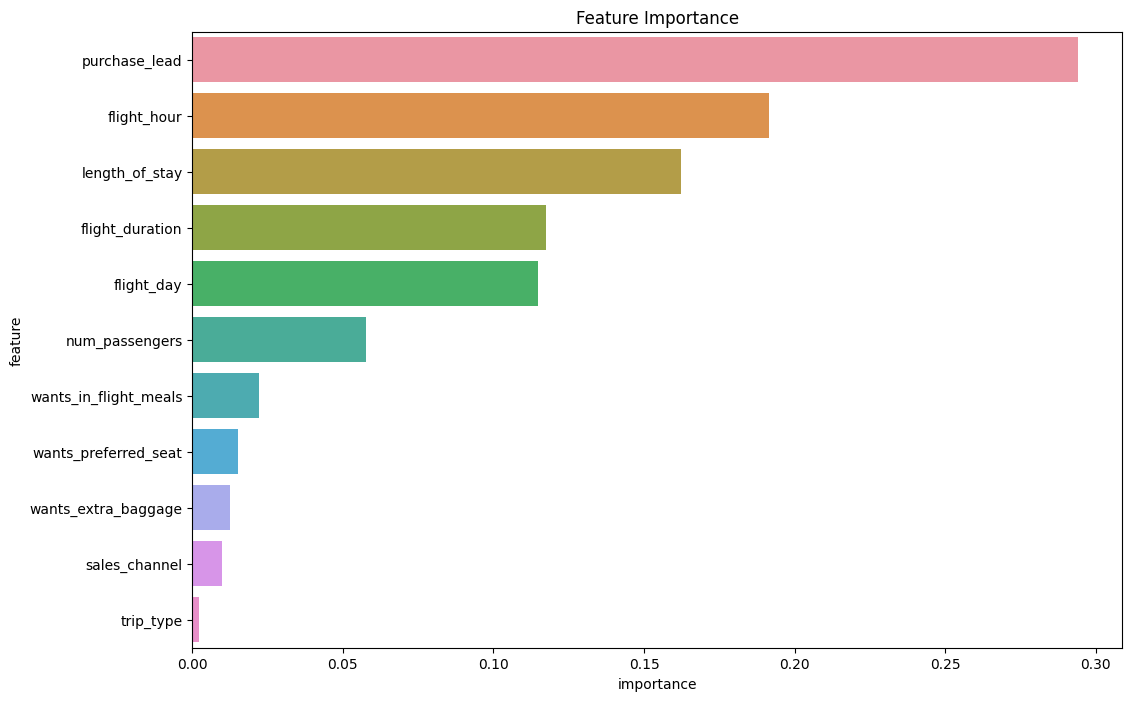 Feature Importance
purchase_lead
flight_hour
length_of_stay
flight_duration
flight_day
num_passengers
wants_in_flight_meals
wants_preferred_seat
wants_extra_baggage
sales_channel
trip_type
feature
0.00 0.05 0.10 0.15 0.20 0.25 0.30
importance